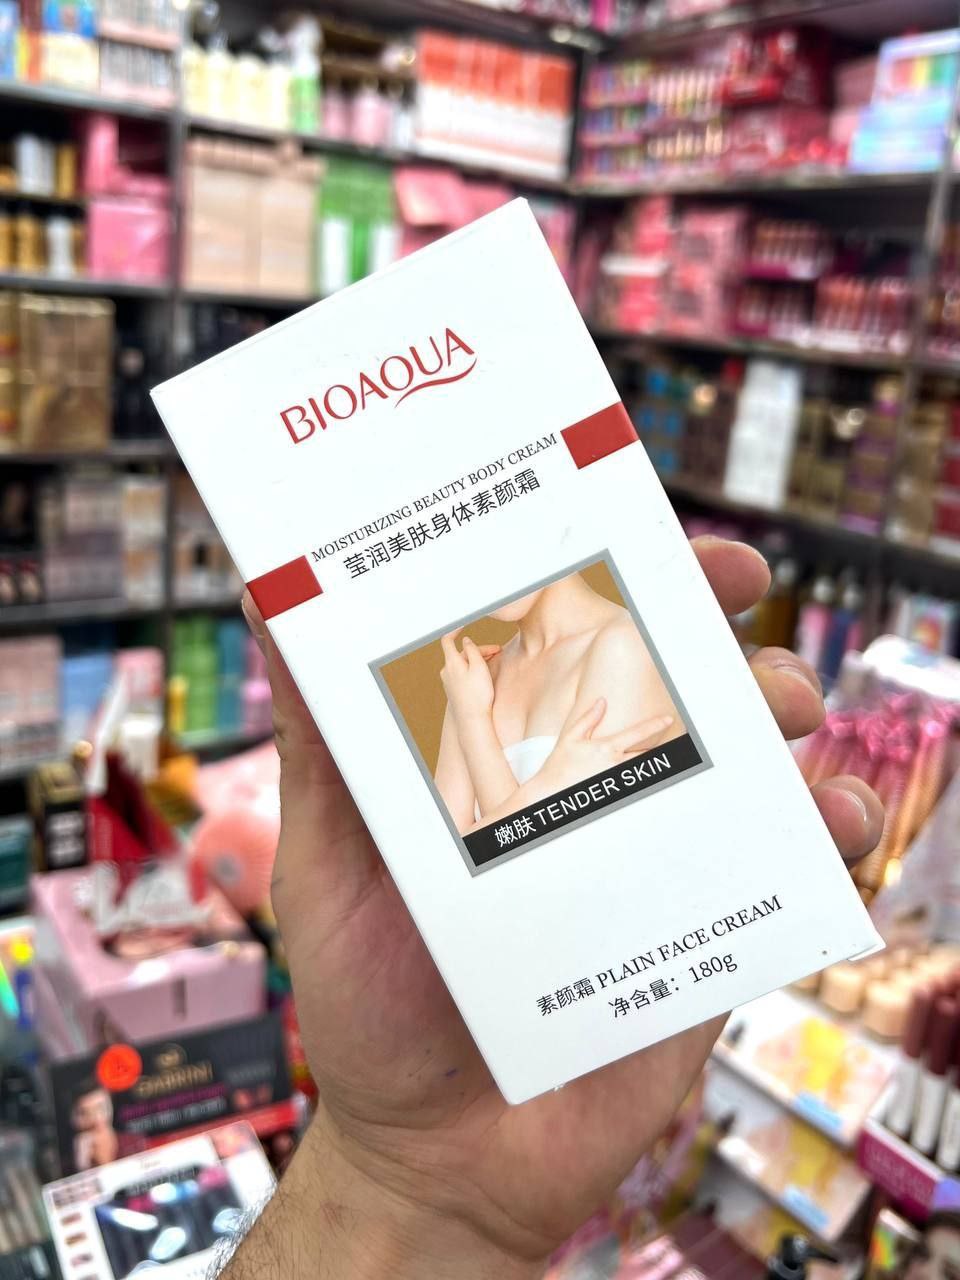 BIOAQUA
MOISTURIZING BEAUTY BODY CREAM
莹润美肤身体素颜霜
嫩肤 TENDER SKIN
素颜霜 PLAIN FACE CREAM
净含量：180g
GABRINI